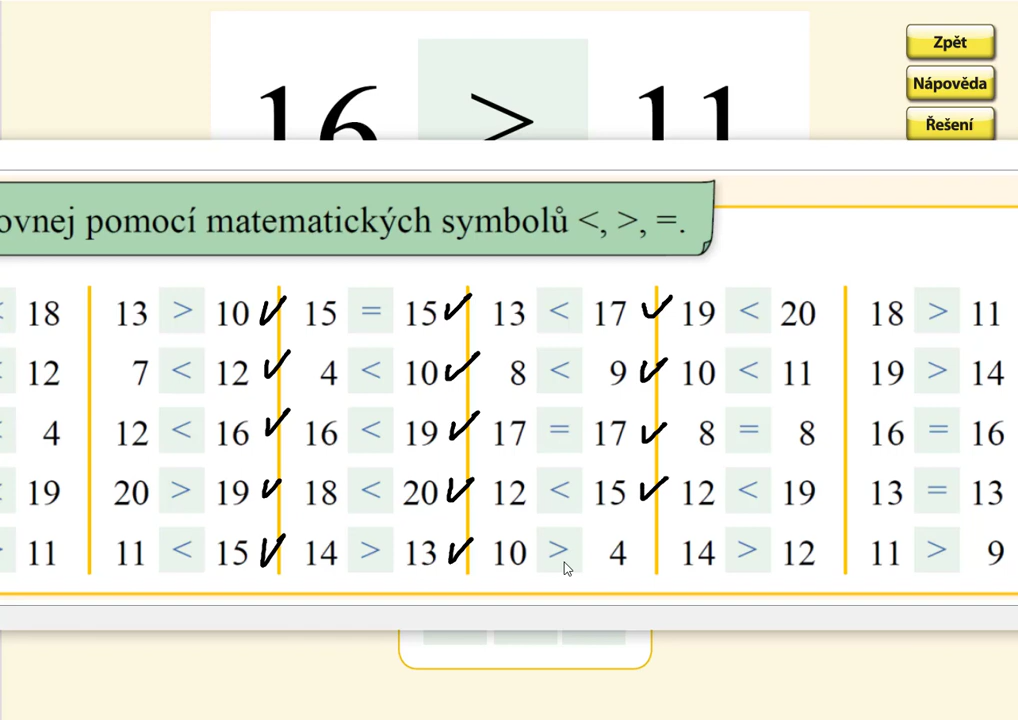 16 > 11
Zpět
Nápověda
Řešení
ovnej pomocí matematických symbolů <, >, =.
18 13 > 10 ✓ 15 = 15 ✓ 13 < 17 ✓ 19 < 20 18 > 11
12 7 < 12 ✓ 4 < 10 ✓ 8 < 9 ✓ 10 < 11 19 > 14
4 12 < 16 ✓ 16 < 19 ✓ 17 = 17 ✓ 8 = 8 16 = 16
19 20 > 19 ✓ 18 < 20 ✓ 12 < 15 ✓ 12 < 19 13 = 13
11 11 < 15 ✓ 14 > 13 ✓ 10 > 4 14 > 12 11 > 9